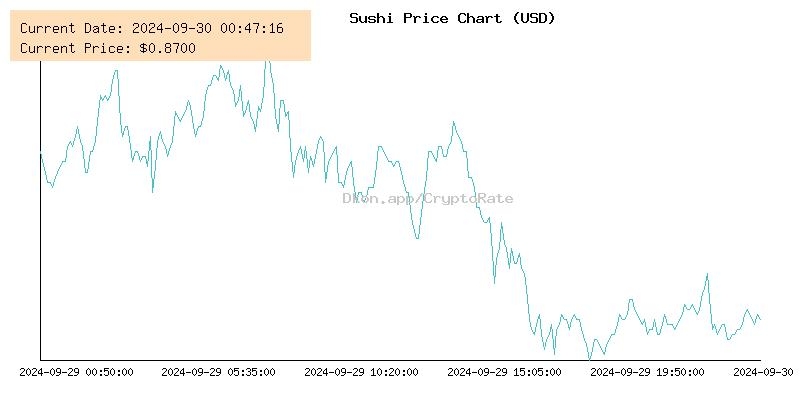 Sushi Price Chart (USD)
Current Date: 2024-09-30 00:47:16
Current Price: $0.8700
Dhon.app/CryptoRate
2024-09-29 00:50:00 2024-09-29 05:35:00 2024-09-29 10:20:00 2024-09-29 15:05:00 2024-09-29 19:50:00 2024-09-30